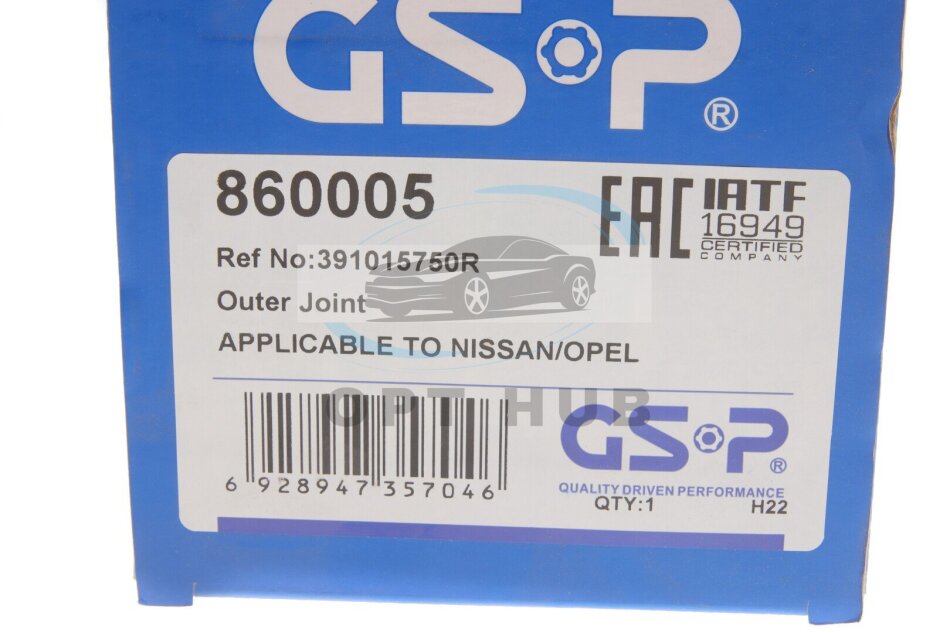 GSP ®
860005
EAC IATF
16949
CERTIFIED
COMPANY
Ref No:391015750R
Outer Joint
APPLICABLE TO NISSAN/OPEL
OPT HUB
GSP ®
6 928947 357046
QUALITY DRIVEN PERFORMANCE
QTY:1
H22